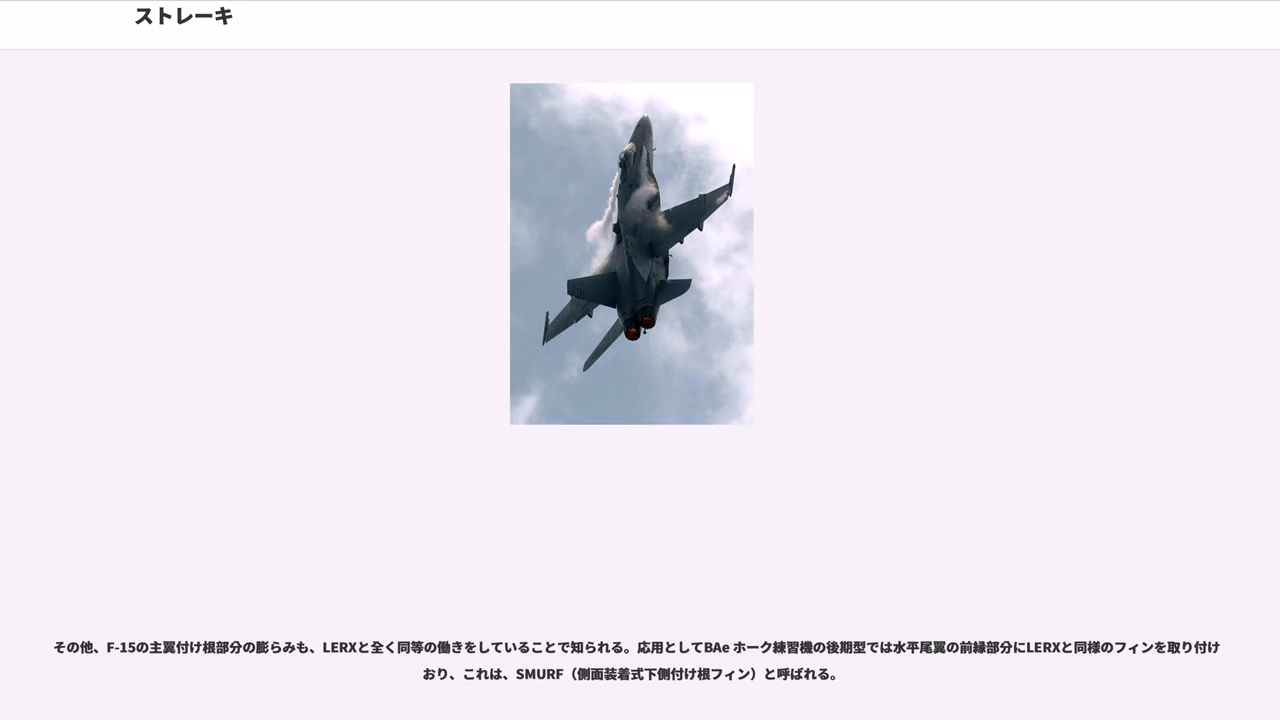 ストレーキ
その他、F-15の主翼付け根部分の膨らみも、LERXと全く同等の働きをしていることで知られる。応用としてBAe ホーク練習機の後期型では水平尾翼の前縁部分にLERXと同様のフィンを取り付け
おり、これは、SMURF（側面装着式下側付け根フィン）と呼ばれる。